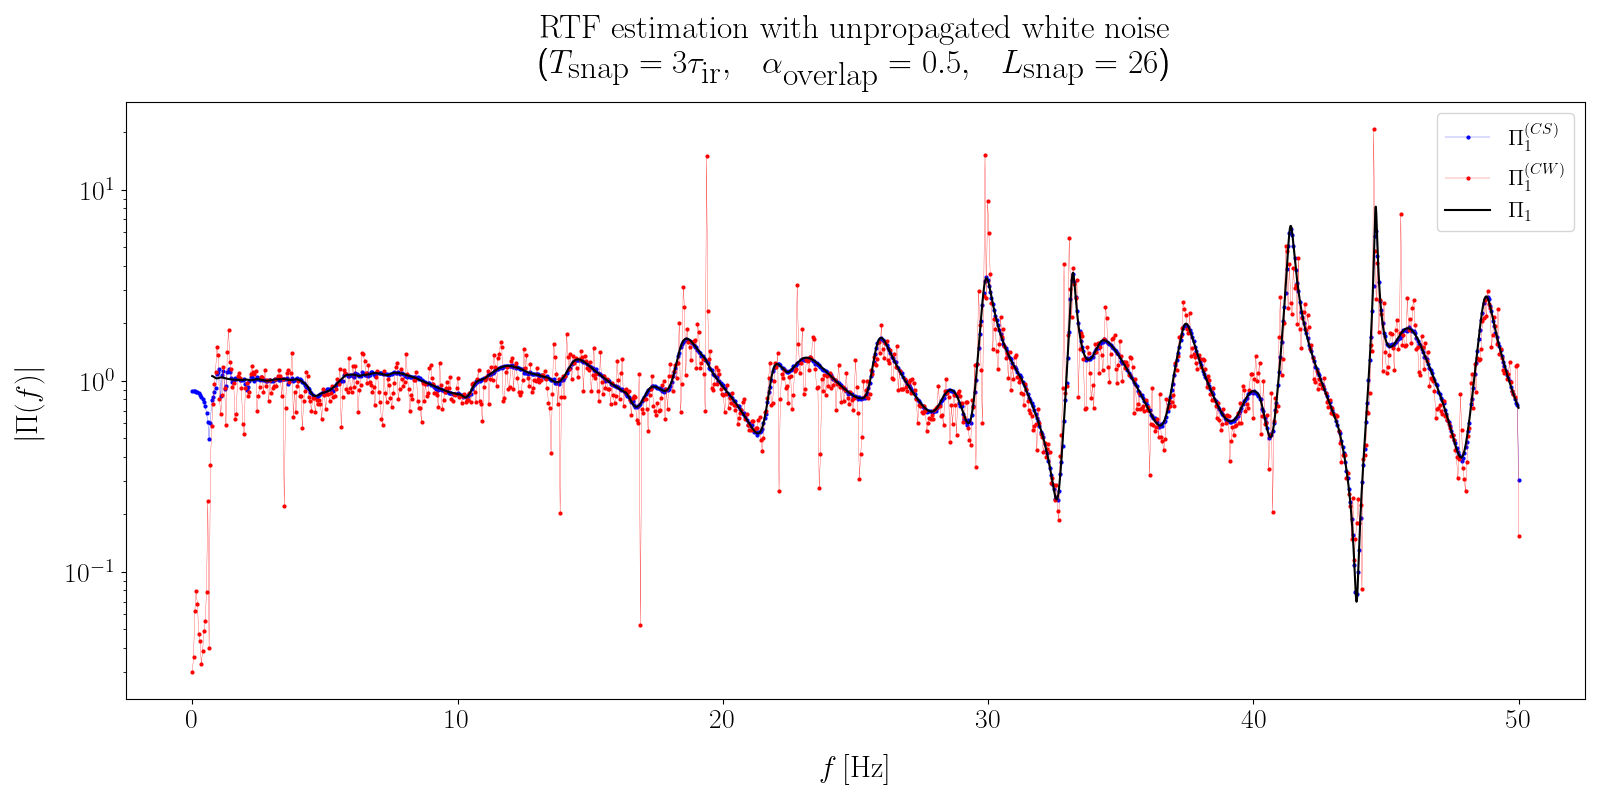 RTF estimation with unpropagated white noise
(T_snap = 3τ_ir, α_overlap = 0.5, L_snap = 26)
Π_1^(CS)
Π_1^(CW)
Π_1
|Π(f)|
10^1
10^0
10^−1
0 10 20 30 40 50
f [Hz]